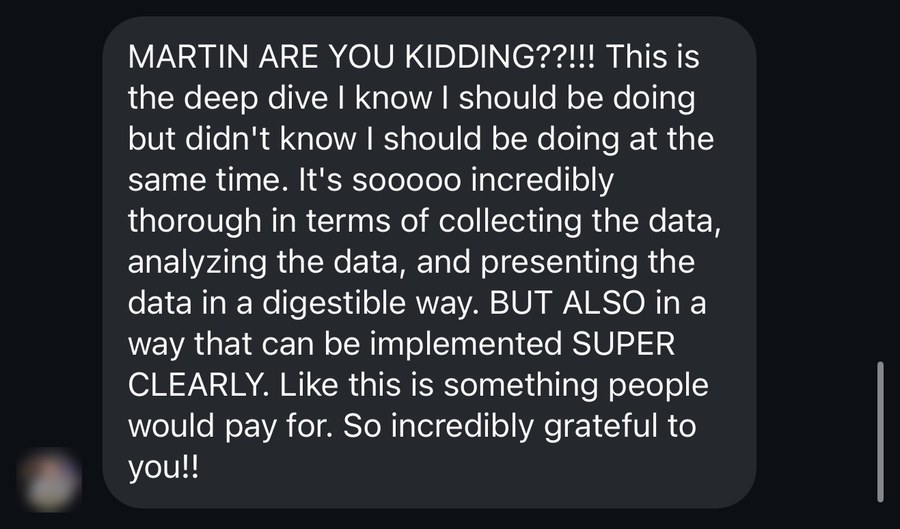 MARTIN ARE YOU KIDDING??!!! This is
the deep dive I know I should be doing
but didn't know I should be doing at the
same time. It's sooooo incredibly
thorough in terms of collecting the data,
analyzing the data, and presenting the
data in a digestible way. BUT ALSO in a
way that can be implemented SUPER
CLEARLY. Like this is something people
would pay for. So incredibly grateful to
you!!